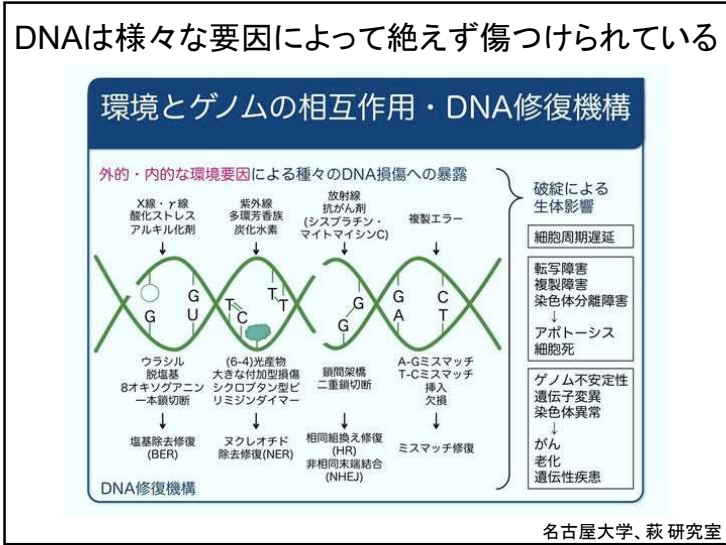 DNAは様々な要因によって絶えず傷つけられている
環境とゲノムの相互作用・DNA修復機構
外的・内的な環境要因による種々のDNA損傷への暴露
X線・γ線
酸化ストレス
アルキル化剤
紫外線
多環芳香族
炭化水素
放射線
抗がん剤
(シスプラチン・
マイトマイシンC)
複製エラー
G
G
U
T
C
T
T
G
G
G
A
C
T
ウラシル
脱塩基
8オキソグアニン
一本鎖切断
(6-4)光産物
大きな付加型損傷
シクロブタン型ピ
リミジンダイマー
鎖間架橋
二重鎖切断
A-Gミスマッチ
T-Cミスマッチ
挿入
欠損
塩基除去修復
(BER)
ヌクレオチド
除去修復(NER)
相同組換え修復
(HR)
非相同末端結合
(NHEJ)
ミスマッチ修復
DNA修復機構
破綻による
生体影響
細胞周期遅延
転写障害
複製障害
染色体分離障害
↓
アポトーシス
細胞死
ゲノム不安定性
遺伝子変異
染色体異常
↓
がん
老化
遺伝性疾患
名古屋大学、萩 研究室